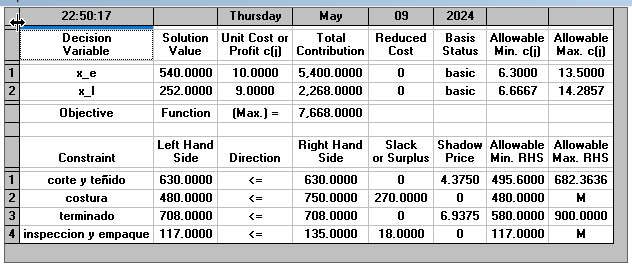 22:50:17 Thursday May 09 2024
Decision Solution Unit Cost or Total Reduced Basis Allowable Allowable
Variable Value Profit c(j) Contribution Cost Status Min. c(j) Max. c(j)
1 x_e 540.0000 10.0000 5,400.0000 0 basic 6.3000 13.5000
2 x_l 252.0000 9.0000 2,268.0000 0 basic 6.6667 14.2857
Objective Function (Max.) = 7,668.0000
Left Hand Right Hand Slack Shadow Allowable Allowable
Constraint Side Direction Side or Surplus Price Min. RHS Max. RHS
1 corte y teñido 630.0000 <= 630.0000 0 4.3750 495.6000 682.3636
2 costura 480.0000 <= 750.0000 270.0000 0 480.0000 M
3 terminado 708.0000 <= 708.0000 0 6.9375 580.0000 900.0000
4 inspeccion y empaque 117.0000 <= 135.0000 18.0000 0 117.0000 M